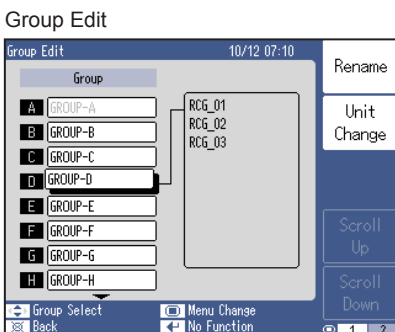 Group Edit
Group Edit 10/12 07:10
Group
A GROUP-A
B GROUP-B
C GROUP-C
D GROUP-D
E GROUP-E
F GROUP-F
G GROUP-G
H GROUP-H
RCG_01
RCG_02
RCG_03
Rename
Unit
Change
Scroll
Up
Scroll
Down
Group Select
Menu Change
Back
No Function
1 2